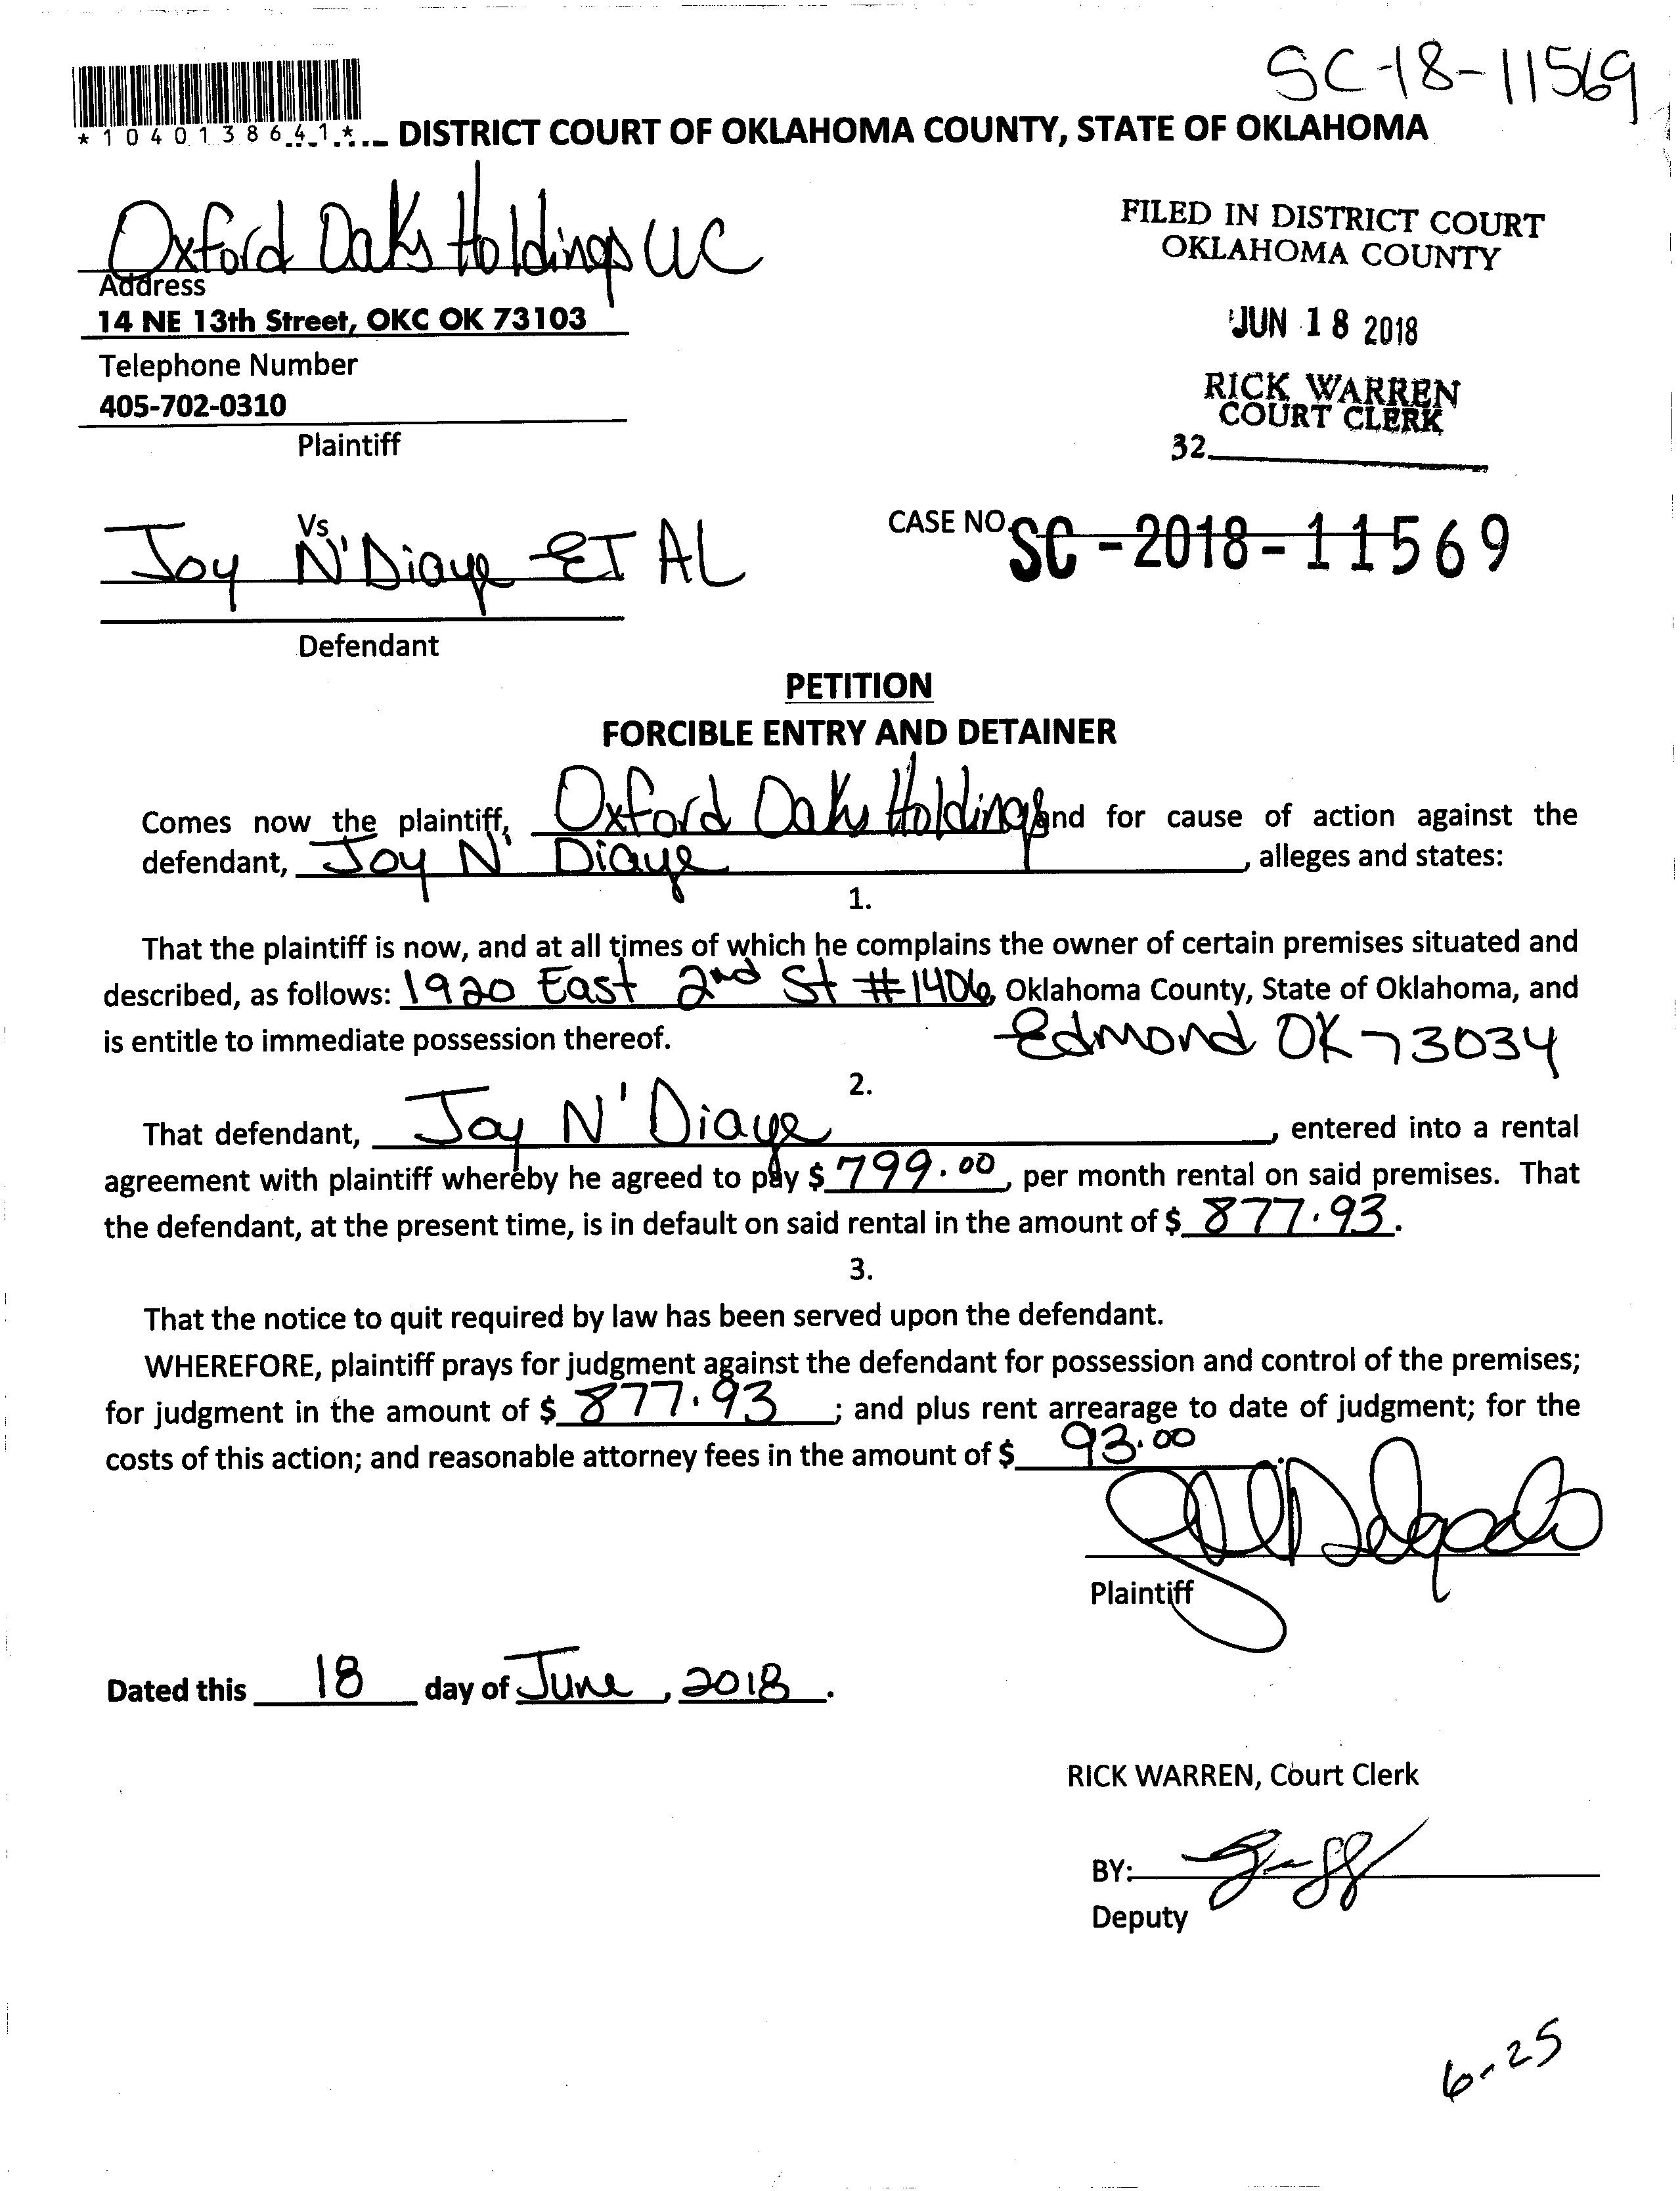 SC-18-11569
*1040138641*
DISTRICT COURT OF OKLAHOMA COUNTY, STATE OF OKLAHOMA
Oxford Oaks Holdings LLC
Address
14 NE 13th Street, OKC OK 73103
Telephone Number
405-702-0310
Plaintiff
FILED IN DISTRICT COURT
OKLAHOMA COUNTY
JUN 18 2018
RICK WARREN
COURT CLERK
32
Vs
Joy N'Diaye ET AL
Defendant
CASE NO. SC-2018-11569
PETITION
FORCIBLE ENTRY AND DETAINER
Comes now the plaintiff, Oxford Oaks Holdings and for cause of action against the
defendant, Joy N'Diaye, alleges and states:
1.
That the plaintiff is now, and at all times of which he complains the owner of certain premises situated and
described, as follows: 1920 East 2nd St #1406, Oklahoma County, State of Oklahoma, and
is entitle to immediate possession thereof. Edmond OK 73034
2.
That defendant, Joy N'Diaye, entered into a rental
agreement with plaintiff whereby he agreed to pay $ 799.00, per month rental on said premises. That
the defendant, at the present time, is in default on said rental in the amount of $ 877.93.
3.
That the notice to quit required by law has been served upon the defendant.
WHEREFORE, plaintiff prays for judgment against the defendant for possession and control of the premises;
for judgment in the amount of $ 877.93; and plus rent arrearage to date of judgment; for the
costs of this action; and reasonable attorney fees in the amount of $ 93.00.
Delgado
Plaintiff
Dated this 18 day of June, 2018.
RICK WARREN, Court Clerk
BY:
Deputy
6-25